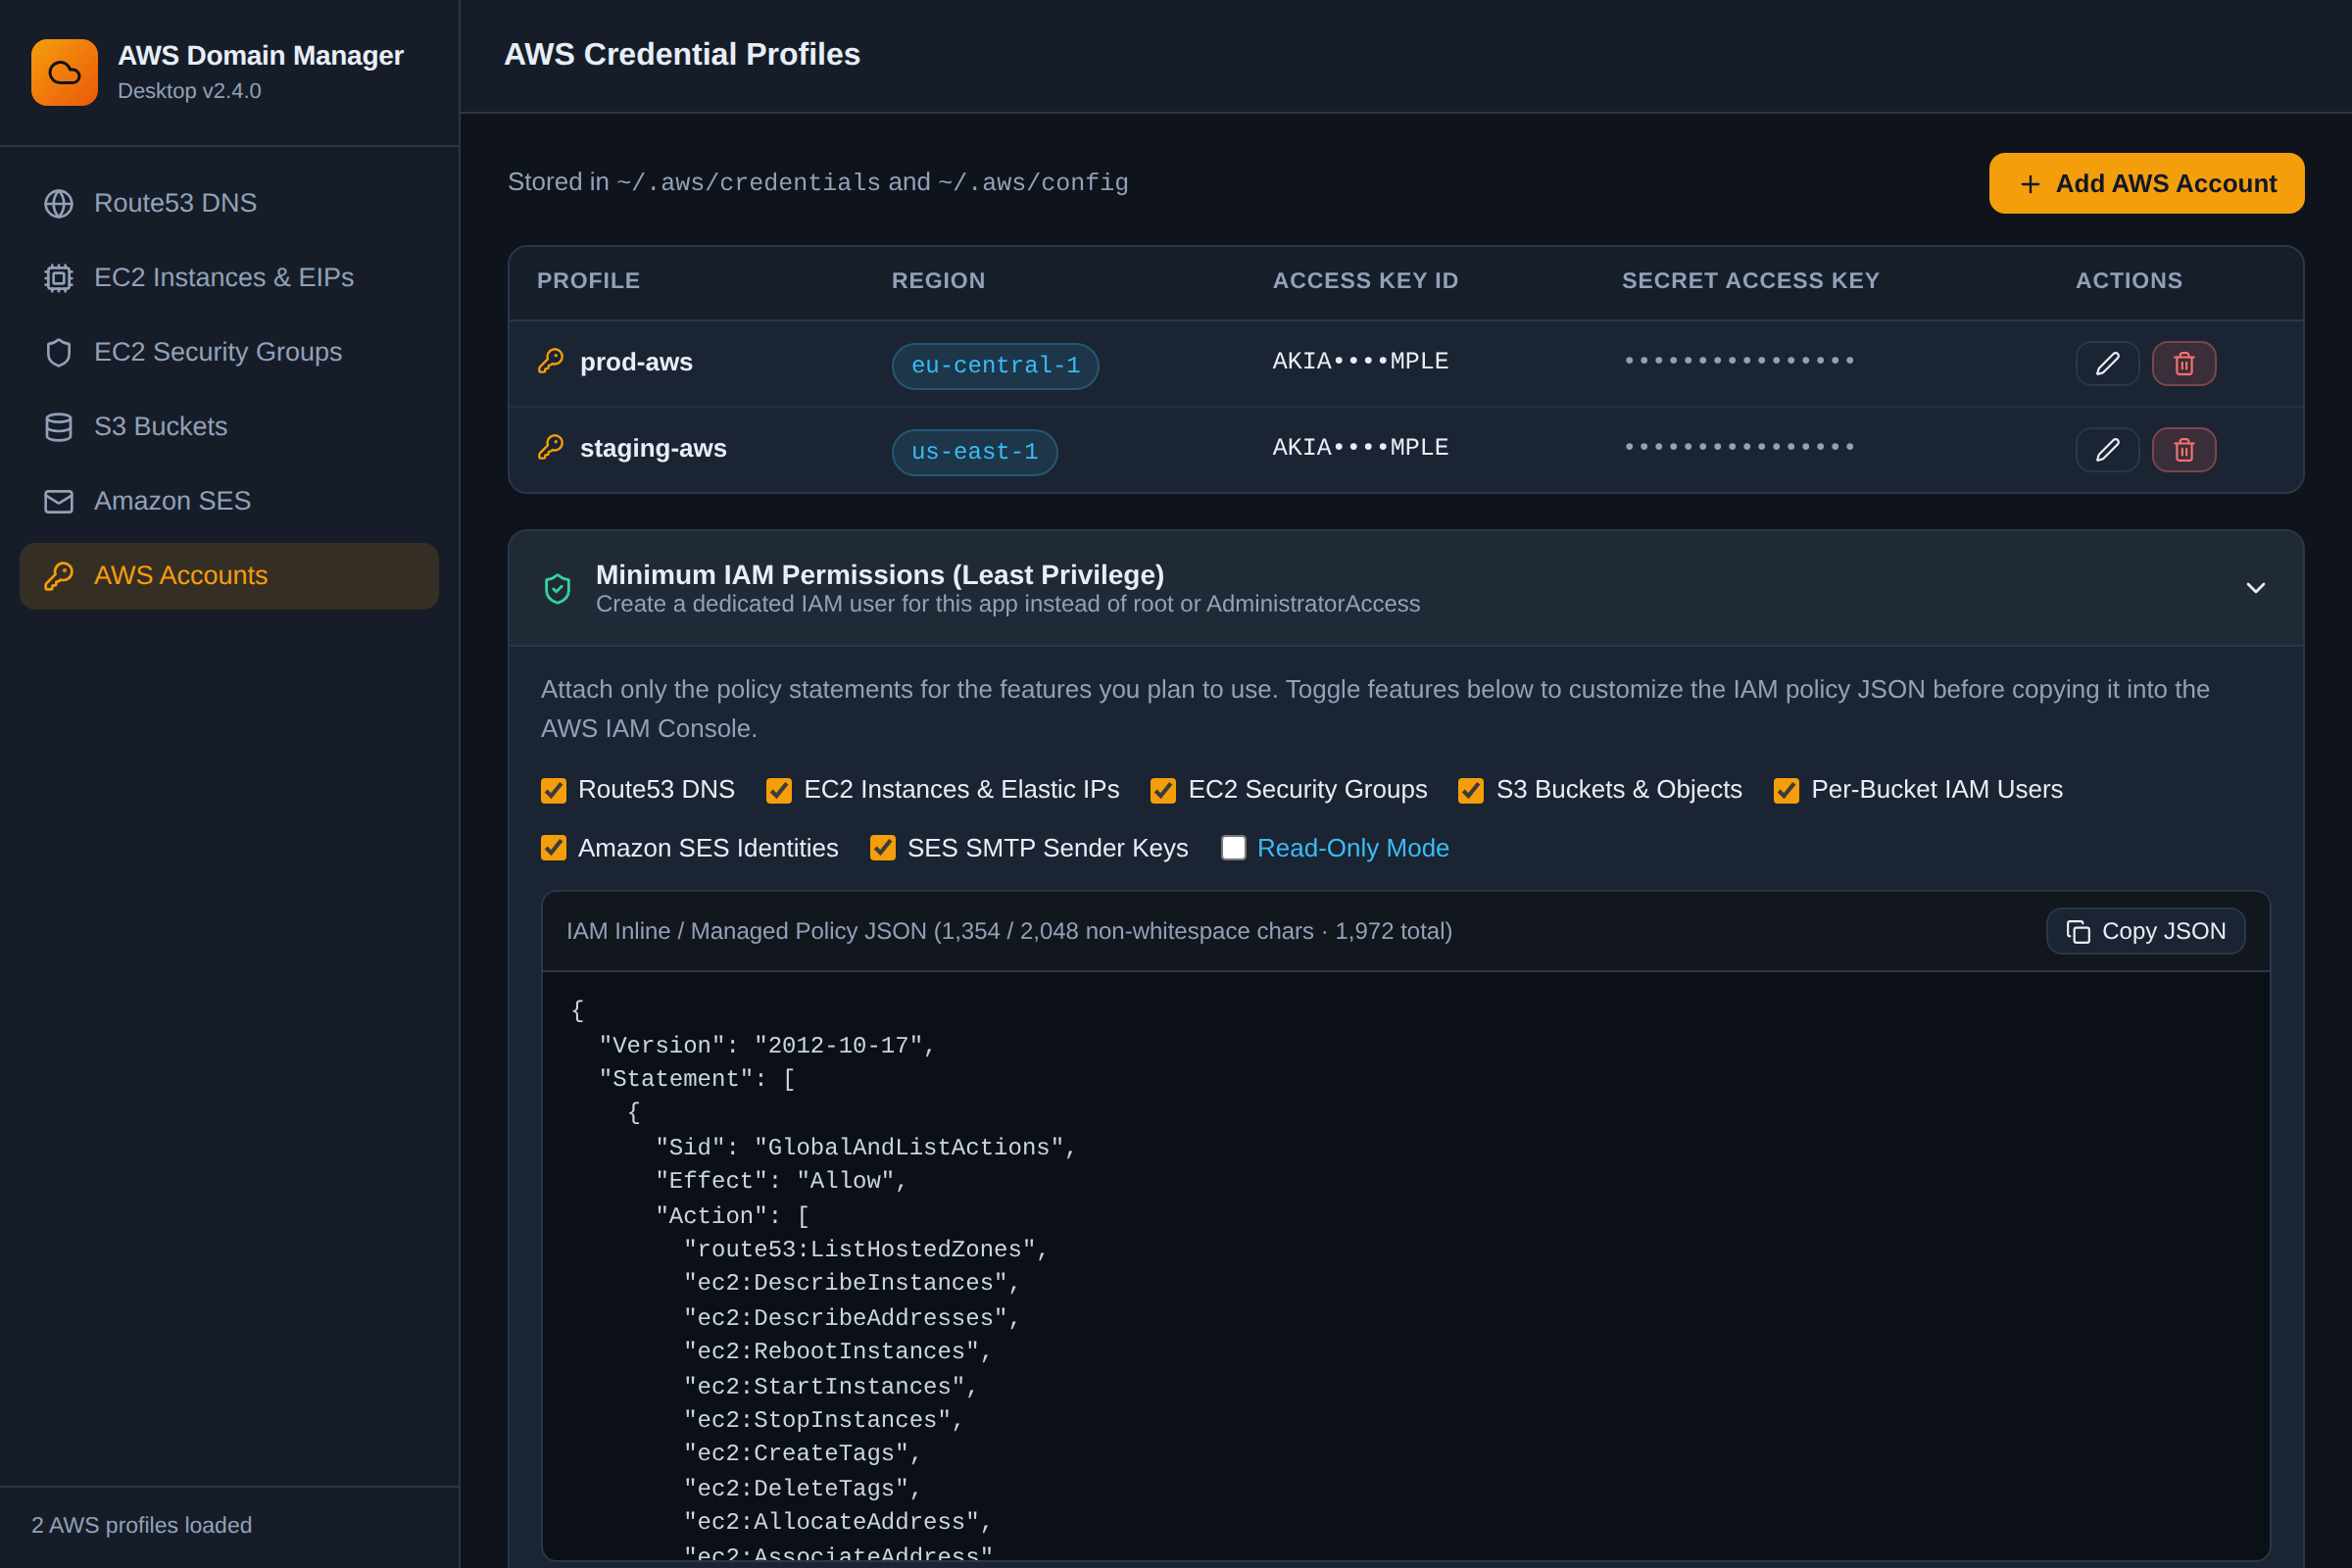 AWS Domain Manager
Desktop v2.4.0
Route53 DNS
EC2 Instances & EIPs
EC2 Security Groups
S3 Buckets
Amazon SES
AWS Accounts
2 AWS profiles loaded
AWS Credential Profiles
Stored in ~/.aws/credentials and ~/.aws/config
Add AWS Account
PROFILE REGION ACCESS KEY ID SECRET ACCESS KEY ACTIONS
prod-aws eu-central-1 AKIA••••MPLE ••••••••••••••••
staging-aws us-east-1 AKIA••••MPLE ••••••••••••••••
Minimum IAM Permissions (Least Privilege)
Create a dedicated IAM user for this app instead of root or AdministratorAccess
Attach only the policy statements for the features you plan to use. Toggle features below to customize the IAM policy JSON before copying it into the
AWS IAM Console.
Route53 DNS EC2 Instances & Elastic IPs EC2 Security Groups S3 Buckets & Objects Per-Bucket IAM Users
Amazon SES Identities SES SMTP Sender Keys Read-Only Mode
IAM Inline / Managed Policy JSON (1,354 / 2,048 non-whitespace chars · 1,972 total) Copy JSON
{
  "Version": "2012-10-17",
  "Statement": [
    {
      "Sid": "GlobalAndListActions",
      "Effect": "Allow",
      "Action": [
        "route53:ListHostedZones",
        "ec2:DescribeInstances",
        "ec2:DescribeAddresses",
        "ec2:RebootInstances",
        "ec2:StartInstances",
        "ec2:StopInstances",
        "ec2:CreateTags",
        "ec2:DeleteTags",
        "ec2:AllocateAddress",
        "ec2:AssociateAddress"